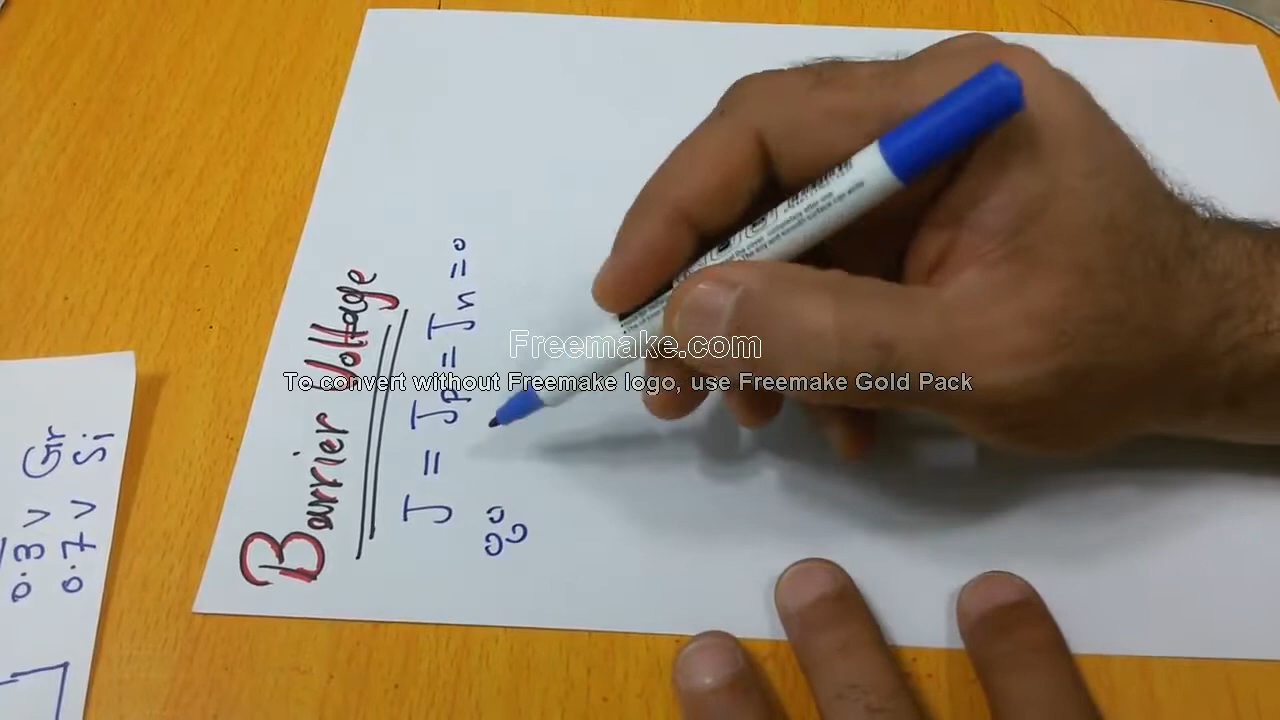 Barrier Voltage
J = Jp = Jn = 0
0.3 V Gr
0.7 V Si
Freemake.com
To convert without Freemake logo, use Freemake Gold Pack